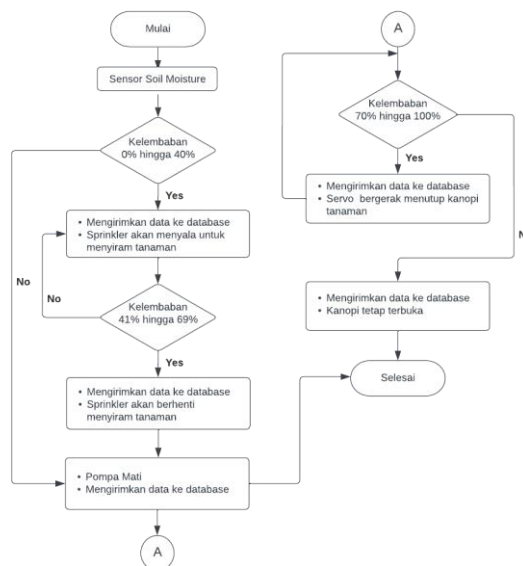 Mulai
Sensor Soil Moisture
Kelembaban
0% hingga 40%
Yes
• Mengirimkan data ke database
• Sprinkler akan menyala untuk
menyiram tanaman
No
No
Kelembaban
41% hingga 69%
Yes
• Mengirimkan data ke database
• Sprinkler akan berhenti
menyiram tanaman
• Pompa Mati
• Mengirimkan data ke database
A
A
Kelembaban
70% hingga 100%
Yes
• Mengirimkan data ke database
• Servo bergerak menutup kanopi
tanaman
• Mengirimkan data ke database
• Kanopi tetap terbuka
Selesai